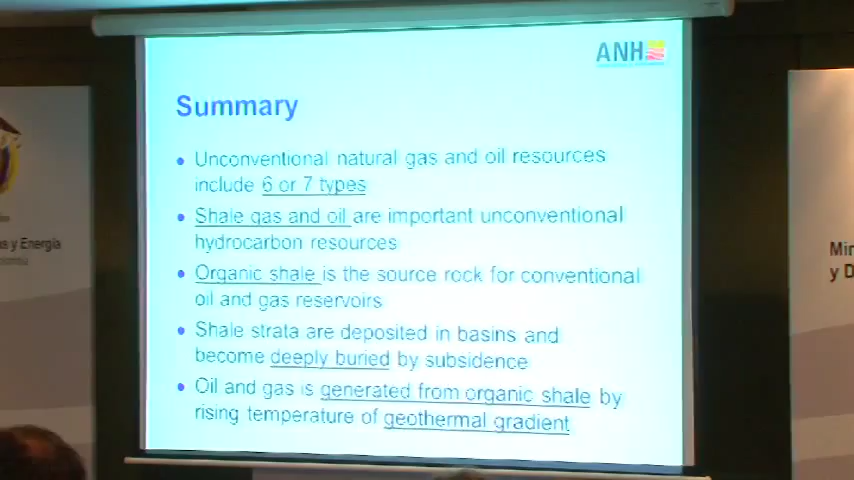 ANH
Summary
• Unconventional natural gas and oil resources
include 6 or 7 types
• Shale gas and oil are important unconventional
hydrocarbon resources
• Organic shale is the source rock for conventional
oil and gas reservoirs
• Shale strata are deposited in basins and
become deeply buried by subsidence
• Oil and gas is generated from organic shale by
rising temperature of geothermal gradient
y Energía
Min
y D